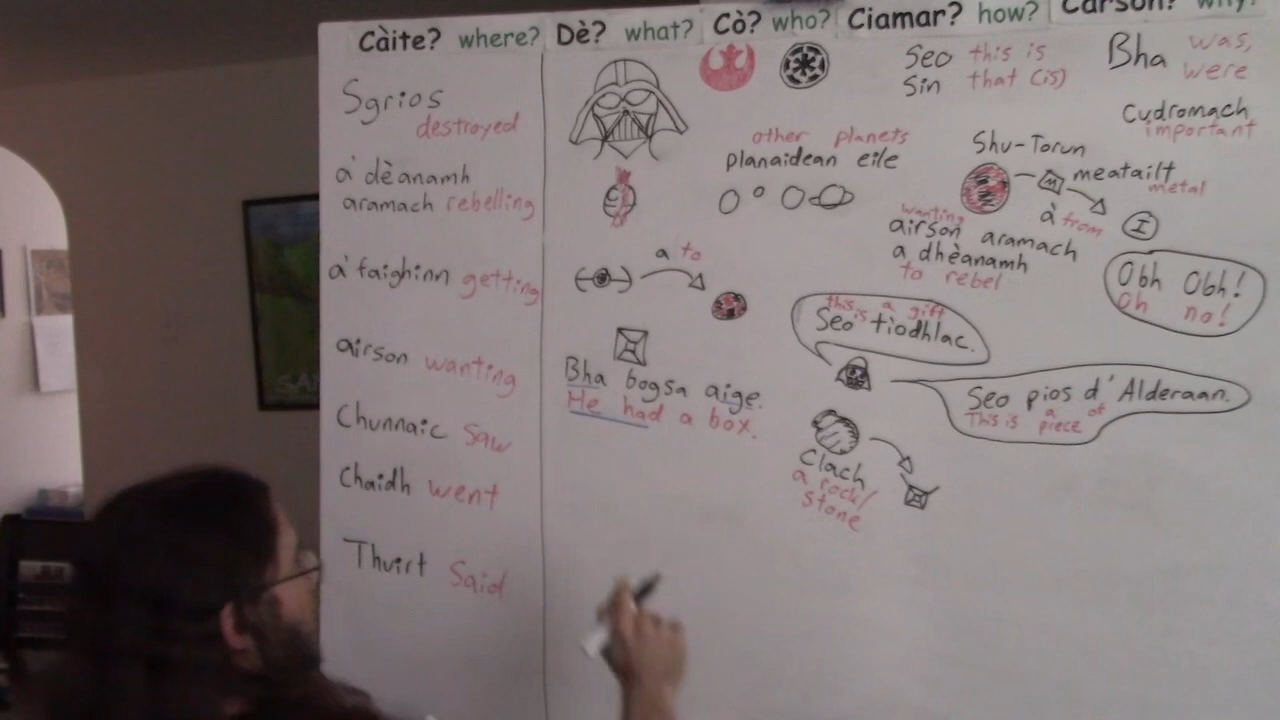 Càite? where? Dè? what? Cò? who? Ciamar? how? Carson? why?
Sgrios
destroyed
a' dèanamh
aramach rebelling
a' faighinn getting
airson wanting
Chunnaic saw
Chaidh went
Thuirt said
Seo this is
Sin that (is)
Bha was,
were
cudromach
important
other planets
planaidean eile
Shu-Torun
M
meatailt
metal
à from
I
wanting
airson aramach
a dhèanamh
to rebel
Obh Obh!
Oh no!
a to
this is a gift
Seo tiodhlac.
Bha bogsa aige.
He had a box.
Seo pios d'Alderaan.
This is a piece of
Clach
a rock/
stone
SA